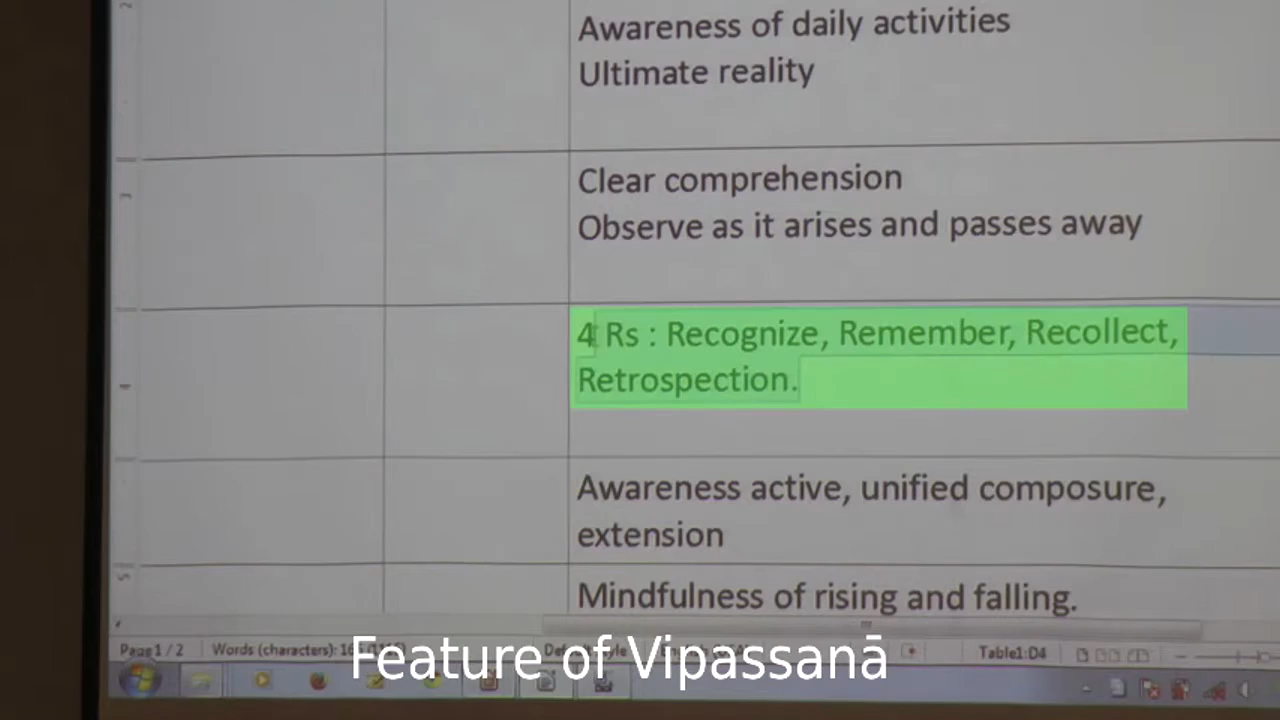 Awareness of daily activities
Ultimate reality
Clear comprehension
Observe as it arises and passes away
4 Rs : Recognize, Remember, Recollect,
Retrospection.
Awareness active, unified composure,
extension
Mindfulness of rising and falling.
Page 1 / 2 Words (characters): Table1:D4
Feature of Vipassanā